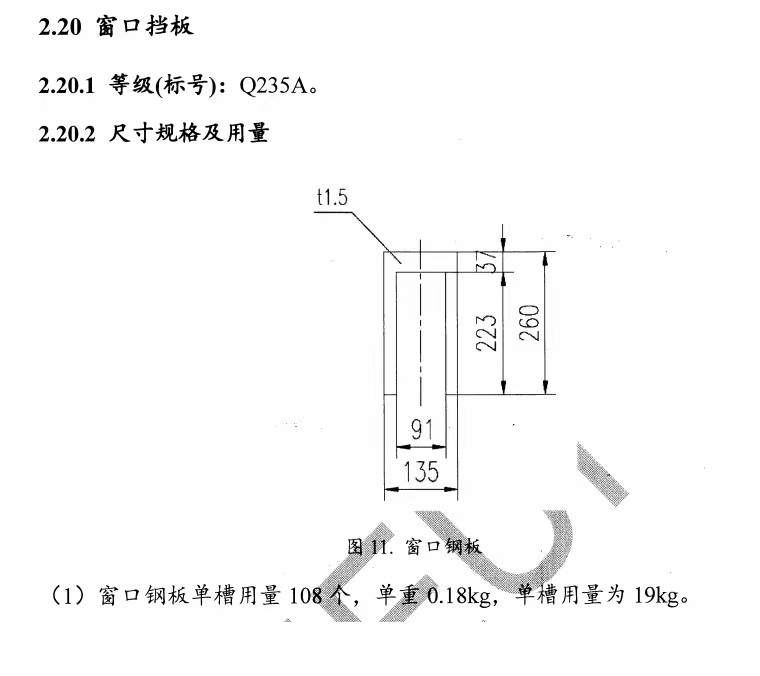 2.20 窗口挡板
2.20.1 等级(标号)：Q235A。
2.20.2 尺寸规格及用量
t1.5
37
223
260
91
135
图 11. 窗口钢板
（1）窗口钢板单槽用量 108 个，单重 0.18kg，单槽用量为 19kg。